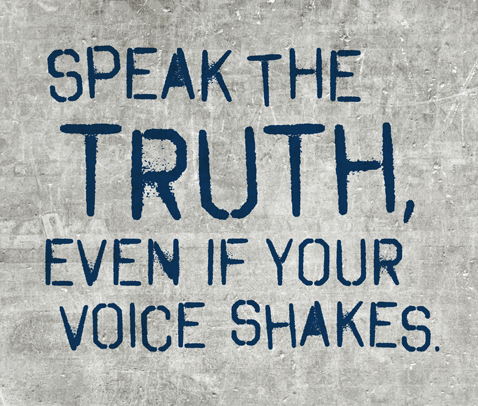 SPEAK THE
TRUTH,
EVEN IF YOUR
VOICE SHAKES.